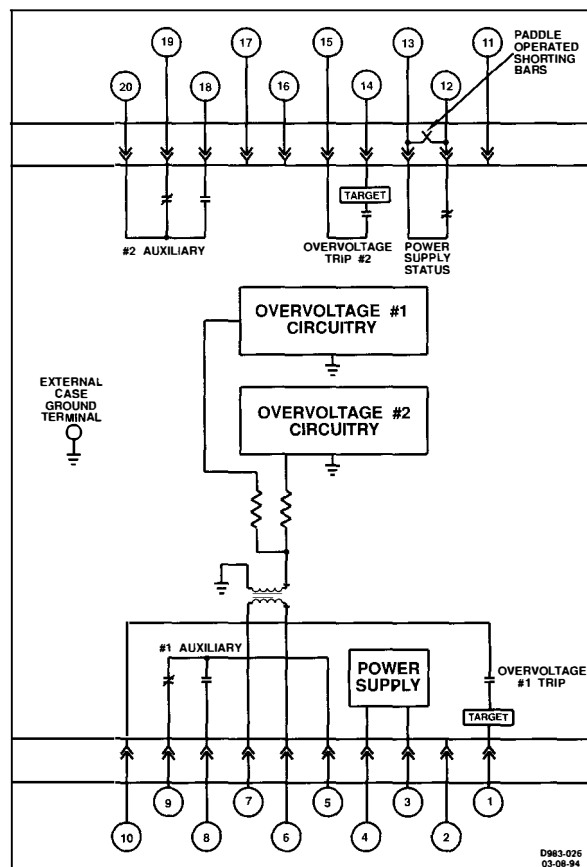 PADDLE
OPERATED
SHORTING
BARS
19
17
15
13
11
20
18
16
14
12
TARGET
#2 AUXILIARY
OVERVOLTAGE
TRIP #2
POWER
SUPPLY
STATUS
OVERVOLTAGE #1
CIRCUITRY
EXTERNAL
CASE
GROUND
TERMINAL
OVERVOLTAGE #2
CIRCUITRY
#1 AUXILIARY
POWER
SUPPLY
OVERVOLTAGE
#1 TRIP
TARGET
9
7
5
3
1
10
8
6
4
2
D983-026
03-08-94